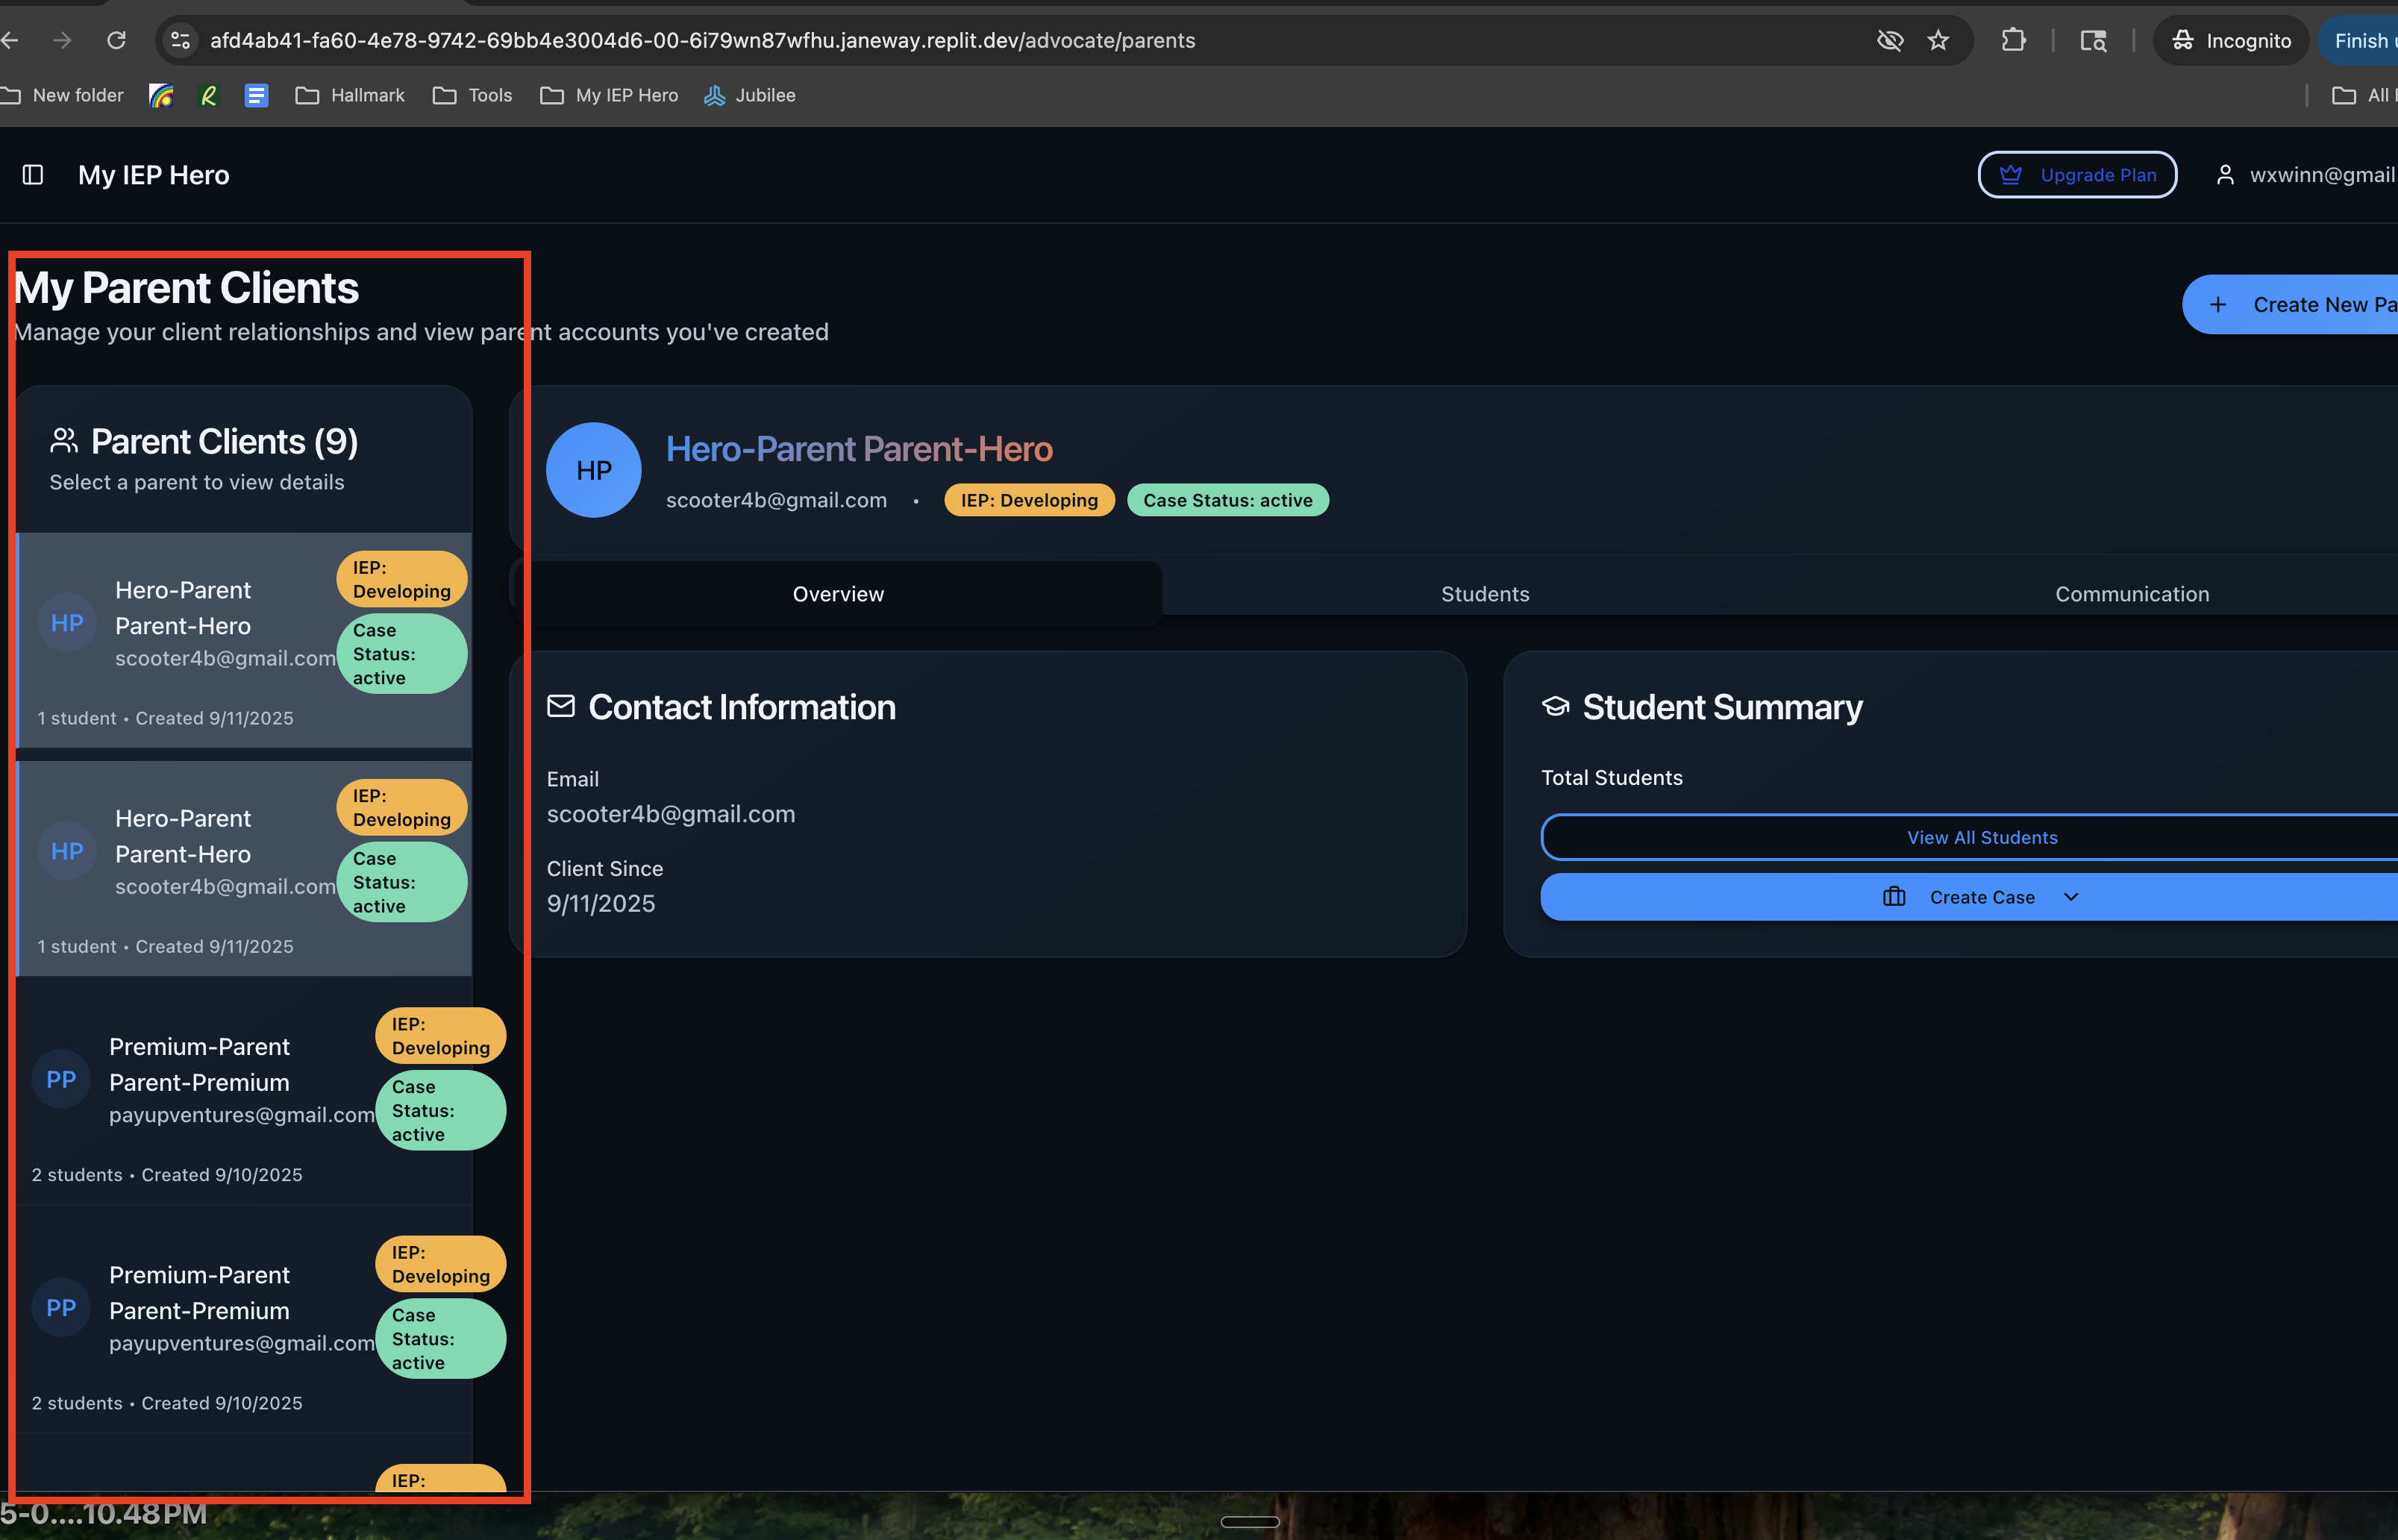 afd4ab41-fa60-4e78-9742-69bb4e3004d6-00-6i79wn87wfhu.janeway.replit.dev/advocate/parents
Incognito
Finish
New folder
Hallmark
Tools
My IEP Hero
Jubilee
All
My IEP Hero
Upgrade Plan
wxwinn@gmail
My Parent Clients
Manage your client relationships and view parent accounts you've created
Create New Pa
Parent Clients (9)
Select a parent to view details
HP
Hero-Parent
Parent-Hero
scooter4b@gmail.com
IEP:
Developing
Case
Status:
active
1 student • Created 9/11/2025
HP
Hero-Parent
Parent-Hero
scooter4b@gmail.com
IEP:
Developing
Case
Status:
active
1 student • Created 9/11/2025
PP
Premium-Parent
Parent-Premium
payupventures@gmail.com
IEP:
Developing
Case
Status:
active
2 students • Created 9/10/2025
PP
Premium-Parent
Parent-Premium
payupventures@gmail.com
IEP:
Developing
Case
Status:
active
2 students • Created 9/10/2025
IEP:
HP
Hero-Parent Parent-Hero
scooter4b@gmail.com • IEP: Developing Case Status: active
Overview
Students
Communication
Contact Information
Email
scooter4b@gmail.com
Client Since
9/11/2025
Student Summary
Total Students
View All Students
Create Case
5-0....10.48 PM